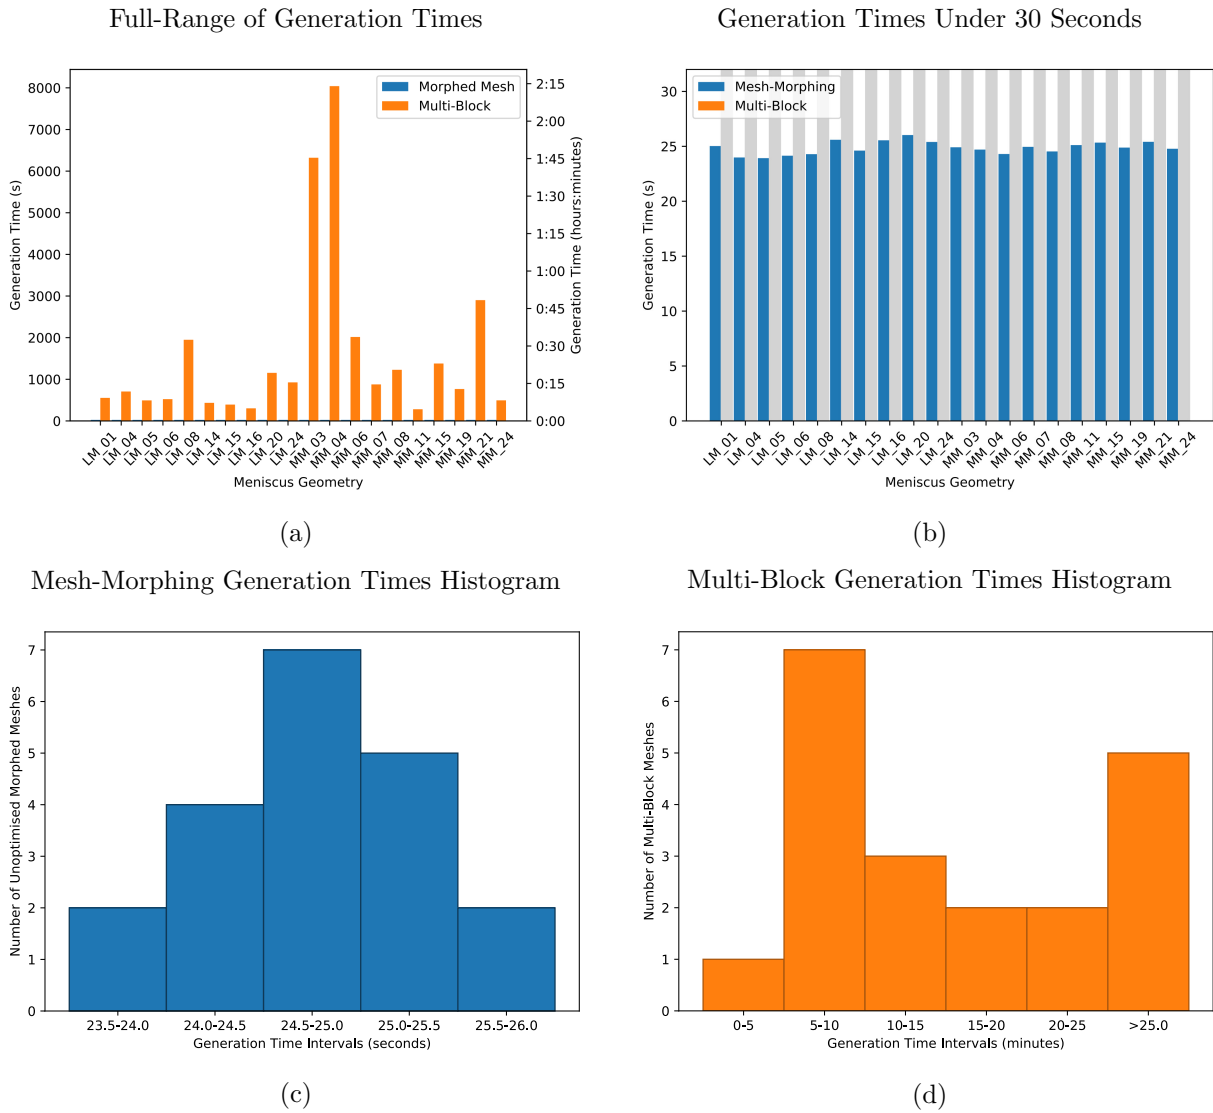 Full-Range of Generation Times
Generation Times Under 30 Seconds
Generation Time (s)
8000
7000
6000
5000
4000
3000
2000
1000
0
Morphed Mesh
Multi-Block
2:15
2:00
1:45
1:30
1:15
1:00
0:45
0:30
0:15
0:00
Generation Time (hours:minutes)
LM_01
LM_04
LM_05
LM_06
LM_08
LM_14
LM_15
LM_16
LM_20
LM_24
MM_03
MM_04
MM_06
MM_07
MM_08
MM_11
MM_15
MM_19
MM_21
MM_24
Meniscus Geometry
(a)
Generation Time (s)
30
25
20
15
10
5
0
Mesh-Morphing
Multi-Block
LM_01
LM_04
LM_05
LM_06
LM_08
LM_14
LM_15
LM_16
LM_20
LM_24
MM_03
MM_04
MM_06
MM_07
MM_08
MM_11
MM_15
MM_19
MM_21
MM_24
Meniscus Geometry
(b)
Mesh-Morphing Generation Times Histogram
Multi-Block Generation Times Histogram
Number of Unoptimised Morphed Meshes
7
6
5
4
3
2
1
0
23.5-24.0
24.0-24.5
24.5-25.0
25.0-25.5
25.5-26.0
Generation Time Intervals (seconds)
(c)
Number of Multi-Block Meshes
7
6
5
4
3
2
1
0
0-5
5-10
10-15
15-20
20-25
>25.0
Generation Time Intervals (minutes)
(d)